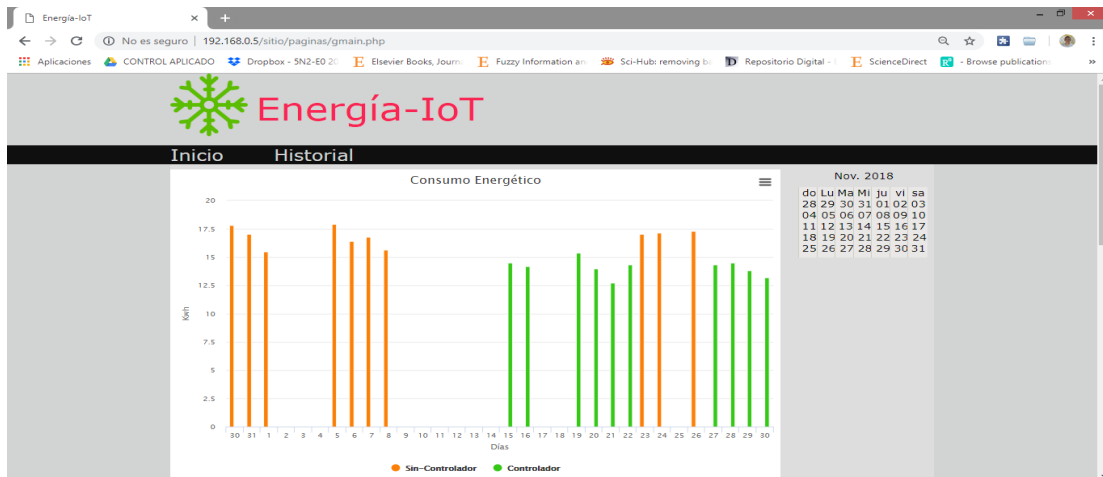 Energía-IoT
No es seguro | 192.168.0.5/sitio/paginas/gmain.php
Aplicaciones CONTROL APLICADO Dropbox - 5N2-E0 20 Elsevier Books, Journ Fuzzy Information an Sci-Hub: removing b Repositorio Digital - ScienceDirect - Browse publication
Energía-IoT
Inicio Historial
Consumo Energético
20
17.5
15
12.5
10
7.5
5
2.5
0
Kwh
30 31 1 2 3 4 5 6 7 8 9 10 11 12 13 14 15 16 17 18 19 20 21 22 23 24 25 26 27 28 29 30
Días
Sin-Controlador Controlador
Nov. 2018
do Lu Ma Mi ju vi sa
28 29 30 31 01 02 03
04 05 06 07 08 09 10
11 12 13 14 15 16 17
18 19 20 21 22 23 24
25 26 27 28 29 30 31